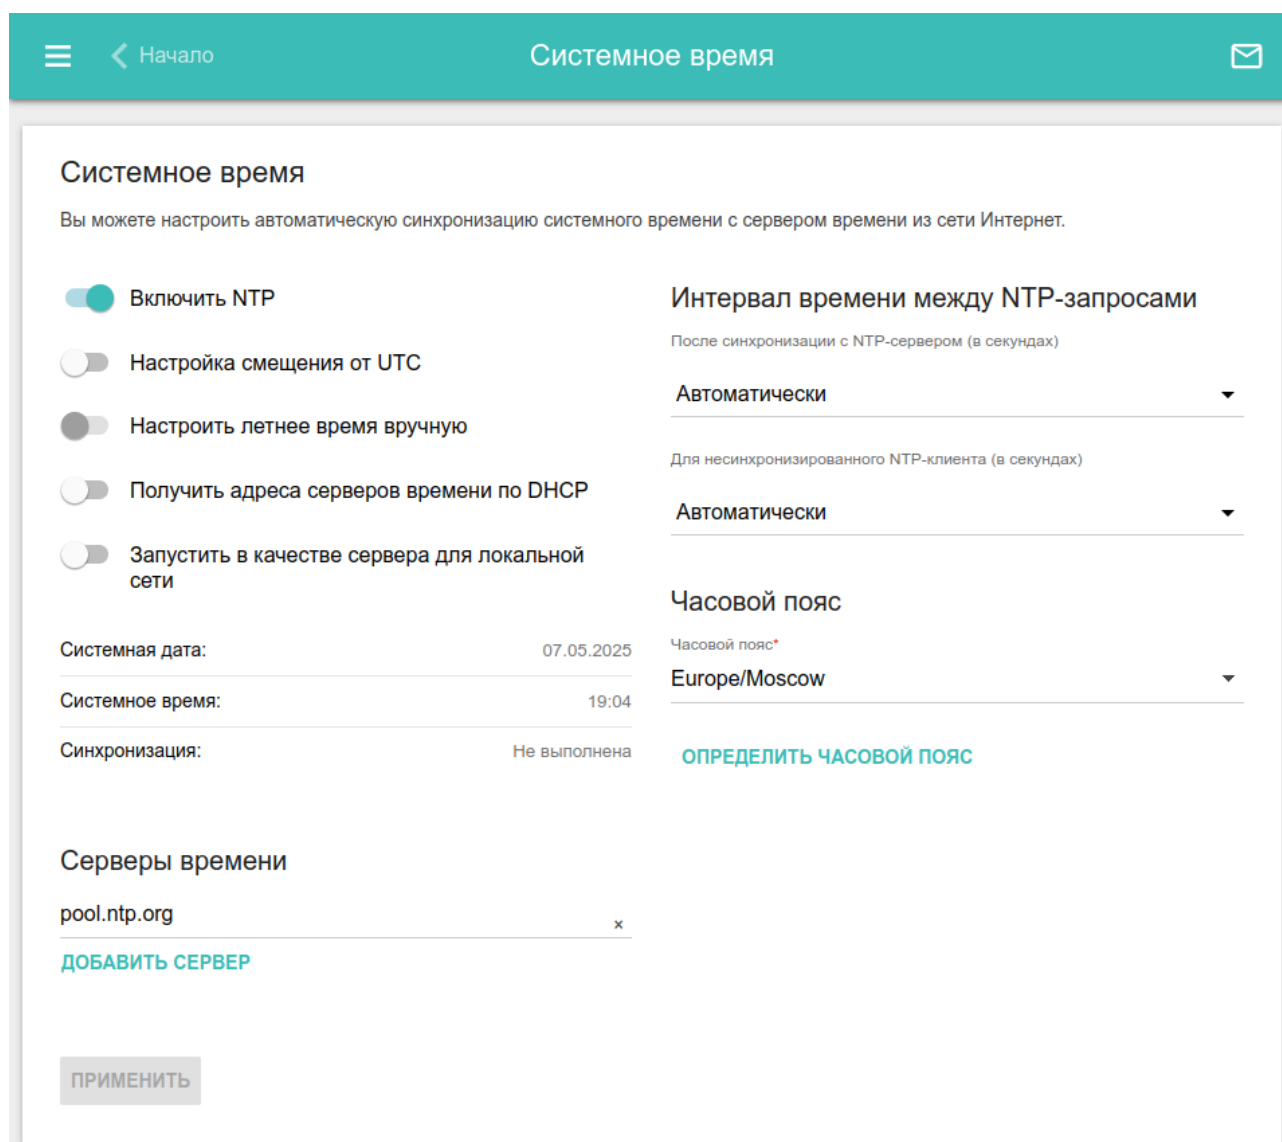 Начало
Системное время
Системное время
Вы можете настроить автоматическую синхронизацию системного времени с сервером времени из сети Интернет.
Включить NTP
Настройка смещения от UTC
Настроить летнее время вручную
Получить адреса серверов времени по DHCP
Запустить в качестве сервера для локальной
сети
Системная дата: 07.05.2025
Системное время: 19:04
Синхронизация: Не выполнена
Серверы времени
pool.ntp.org ×
ДОБАВИТЬ СЕРВЕР
ПРИМЕНИТЬ
Интервал времени между NTP-запросами
После синхронизации с NTP-сервером (в секундах)
Автоматически
Для несинхронизированного NTP-клиента (в секундах)
Автоматически
Часовой пояс
Часовой пояс*
Europe/Moscow
ОПРЕДЕЛИТЬ ЧАСОВОЙ ПОЯС